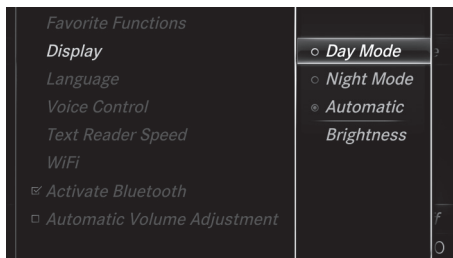 Favorite Functions
Display
Language
Voice Control
Text Reader Speed
WiFi
Activate Bluetooth
Automatic Volume Adjustment
Day Mode
Night Mode
Automatic
Brightness